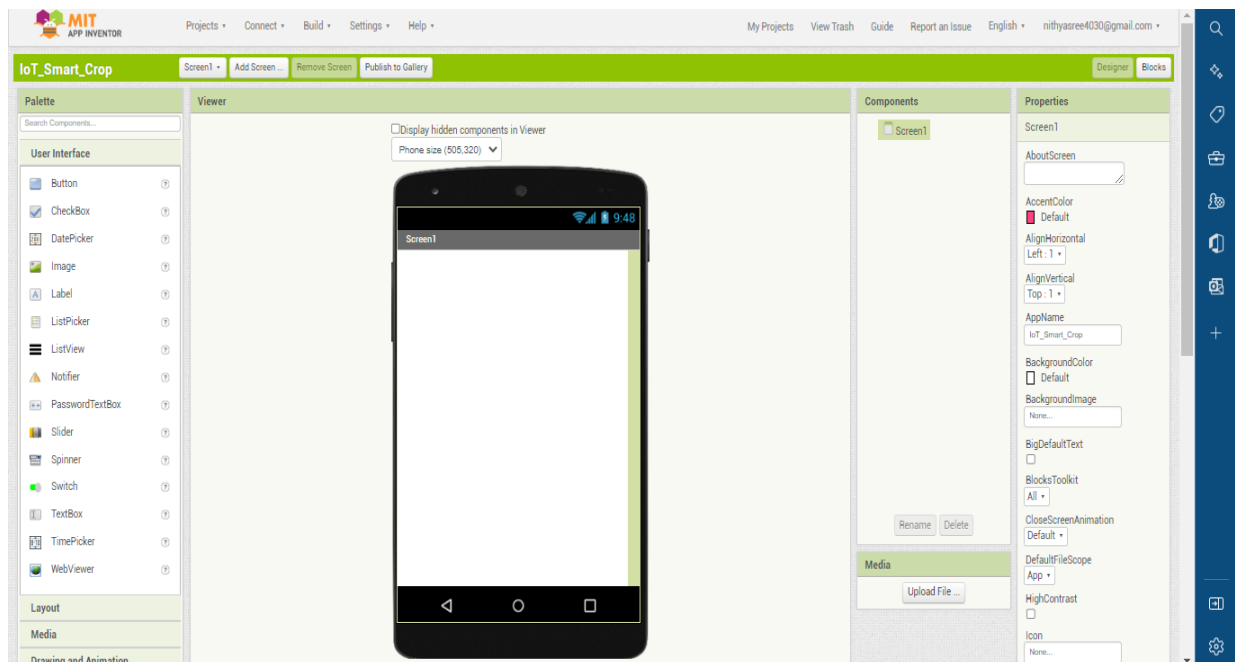 MIT
APP INVENTOR
Projects Connect Build Settings Help
My Projects View Trash Guide Report an Issue English nithyasree4030@gmail.com
IoT_Smart_Crop
Screen1 Add Screen ... Remove Screen Publish to Gallery
Designer Blocks
Palette
Search Components...
User Interface
Button
CheckBox
DatePicker
Image
Label
ListPicker
ListView
Notifier
PasswordTextBox
Slider
Spinner
Switch
TextBox
TimePicker
WebViewer
Layout
Media
Drawing and Animation
Viewer
Display hidden components in Viewer
Phone size (505,320)
9:48
Screen1
Components
Screen1
Rename Delete
Media
Upload File ...
Properties
Screen1
AboutScreen
AccentColor
Default
AlignHorizontal
Left : 1
AlignVertical
Top : 1
AppName
IoT_Smart_Crop
BackgroundColor
Default
BackgroundImage
None...
BigDefaultText
BlocksToolkit
All
CloseScreenAnimation
Default
DefaultFileScope
App
HighContrast
Icon
None...